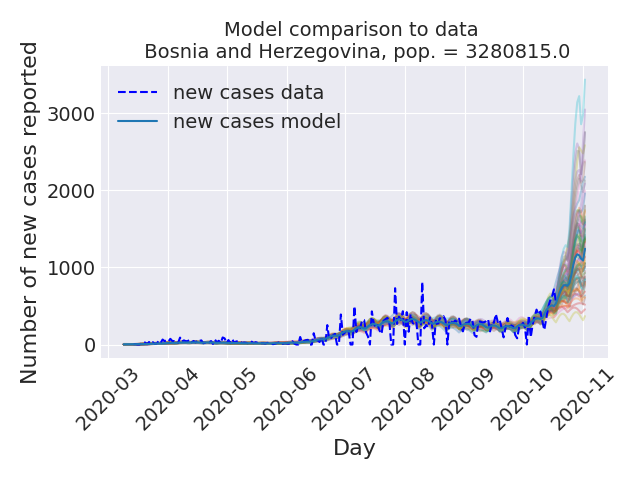 Model comparison to data
Bosnia and Herzegovina, pop. = 3280815.0
Number of new cases reported
3000
2000
1000
0
new cases data
new cases model
2020-03
2020-04
2020-05
2020-06
2020-07
2020-08
2020-09
2020-10
2020-11
Day